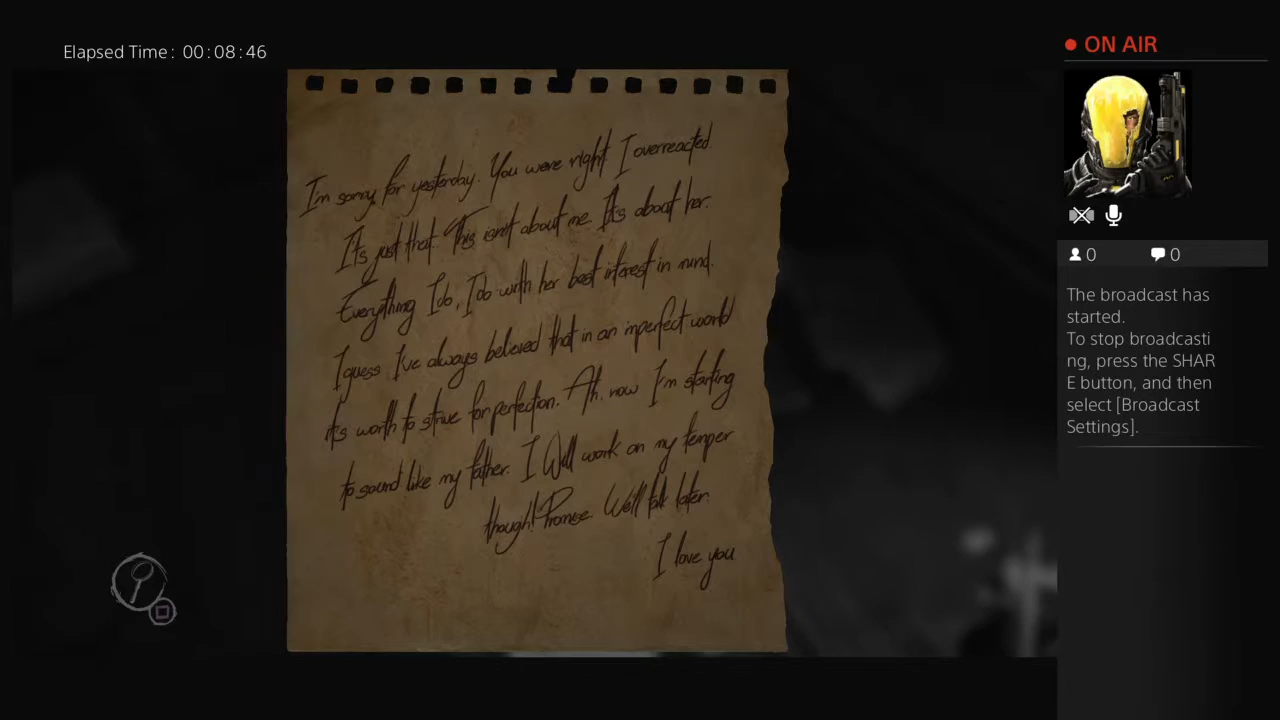 Elapsed Time: 00:08:46
ON AIR
I'm sorry for yesterday. You were right. I overreacted.
It's just that. This isn't about me. It's about her.
Everything I do, I do with her best interest in mind.
I guess I've always believed that in an inperfect world
it's worth to strive for perfection. Ah, now I'm starting
to sound like my father. I Will work on my temper
though! Promise. We'll talk later.
I love you
0
0
The broadcast has
started.
To stop broadcasti
ng, press the SHAR
E button, and then
select [Broadcast
Settings].